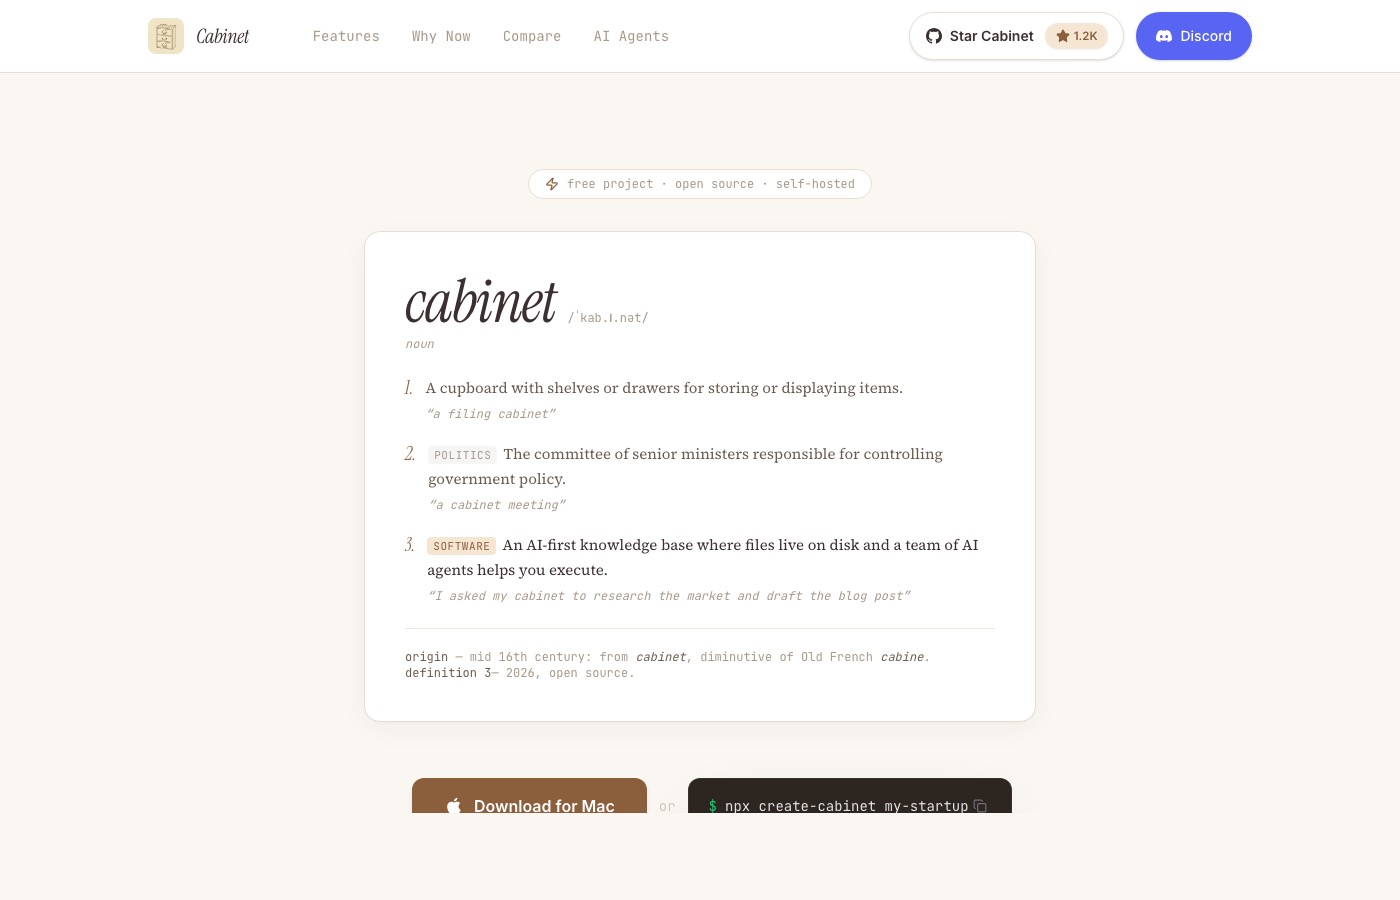 Cabinet
Features
Why Now
Compare
AI Agents
Star Cabinet
1.2K
Discord
free project · open source · self-hosted
cabinet /ˈkab.ɪ.nət/
noun
1. A cupboard with shelves or drawers for storing or displaying items.
“a filing cabinet”
2. POLITICS The committee of senior ministers responsible for controlling
government policy.
“a cabinet meeting”
3. SOFTWARE An AI-first knowledge base where files live on disk and a team of AI
agents helps you execute.
“I asked my cabinet to research the market and draft the blog post”
origin — mid 16th century: from cabinet, diminutive of Old French cabine.
definition 3— 2026, open source.
Download for Mac
or
$ npx create-cabinet my-startup